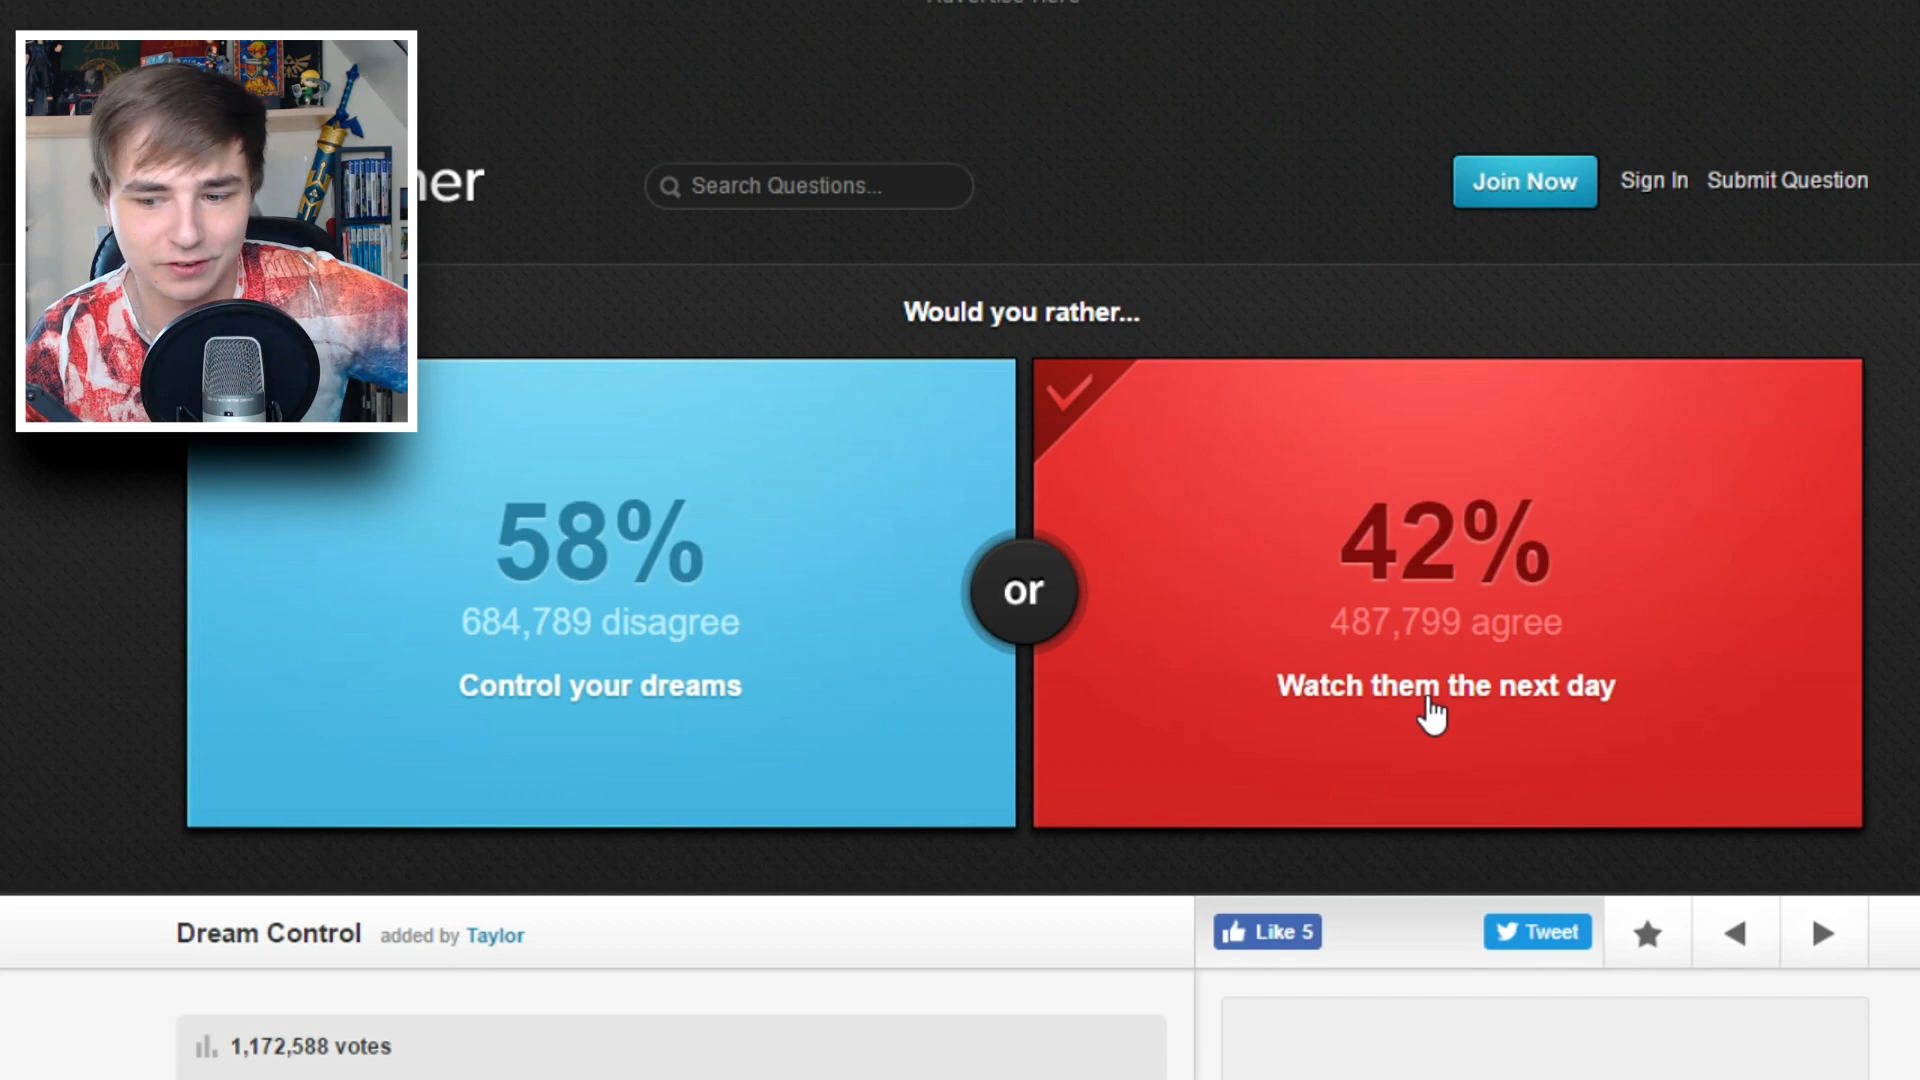 ZELDA
her
Search Questions...
Join Now
Sign In
Submit Question
Would you rather...
58%
684,789 disagree
Control your dreams
or
42%
487,799 agree
Watch them the next day
Dream Control added by Taylor
Like 5
Tweet
1,172,588 votes